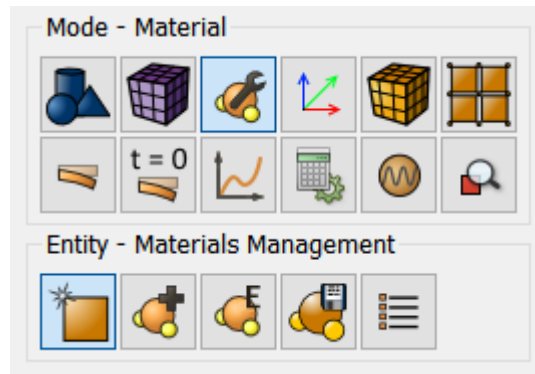 Mode - Material
t = 0
Entity - Materials Management
E